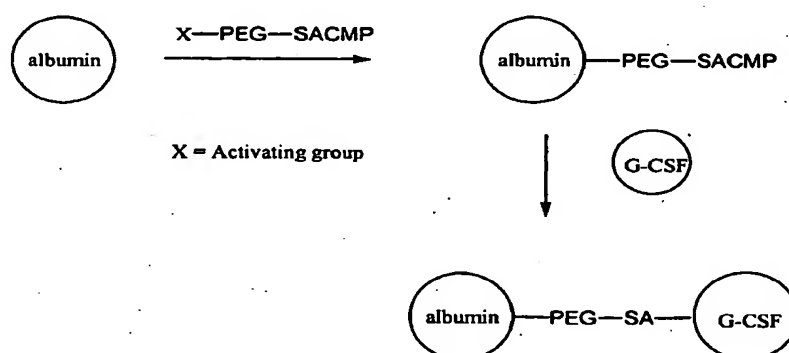 X—PEG—SACMP
albumin
albumin—PEG—SACMP
X = Activating group
G-CSF
albumin—PEG—SA—G-CSF